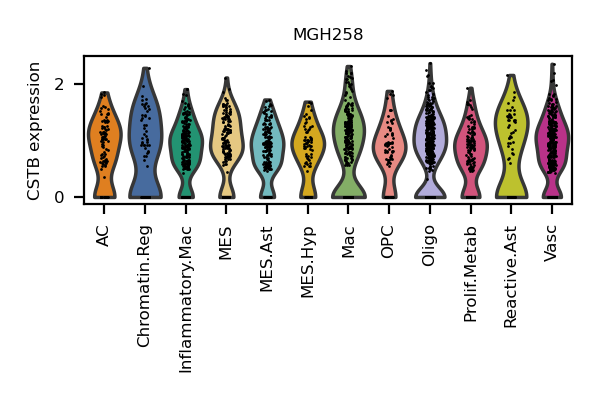 MGH258
CSTB expression
2
0
AC
Chromatin.Reg
Inflammatory.Mac
MES
MES.Ast
MES.Hyp
Mac
OPC
Oligo
Prolif.Metab
Reactive.Ast
Vasc